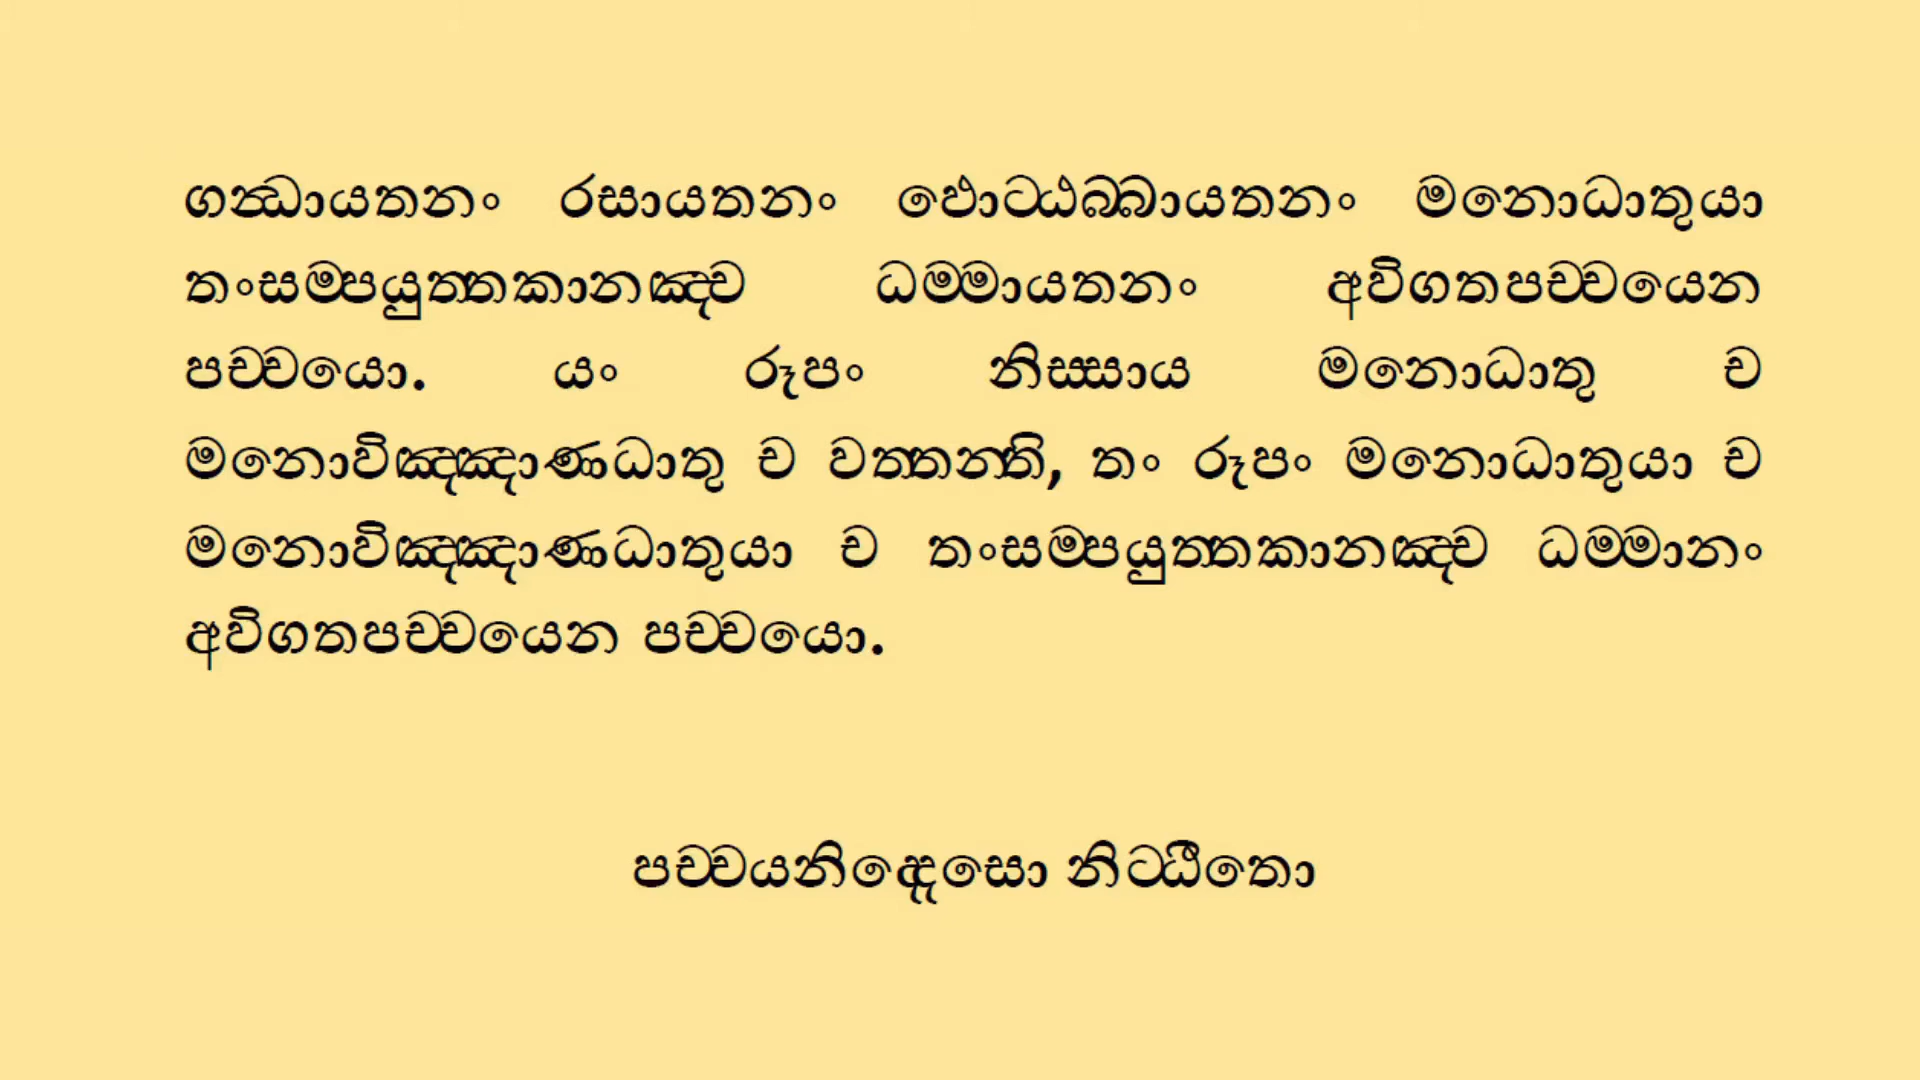 ගන්‍ධායතනං රසායතනං ඵොට‍්ඨබ‍්බායතනං මනොධාතුයා
තංසම‍්පයුත‍්තකානඤ‍්ච ධම‍්මායතනං අවිගතපච‍්චයෙන
පච‍්චයො. යං රූපං නිස‍්සාය මනොධාතු ච
මනොවිඤ‍්ඤාණධාතු ච වත‍්තන‍්ති, තං රූපං මනොධාතුයා ච
මනොවිඤ‍්ඤාණධාතුයා ච තංසම‍්පයුත‍්තකානඤ‍්ච ධම‍්මානං
අවිගතපච‍්චයෙන පච‍්චයො.
පච‍්චයනිද‍්දෙසො නිට‍්ඨිතො